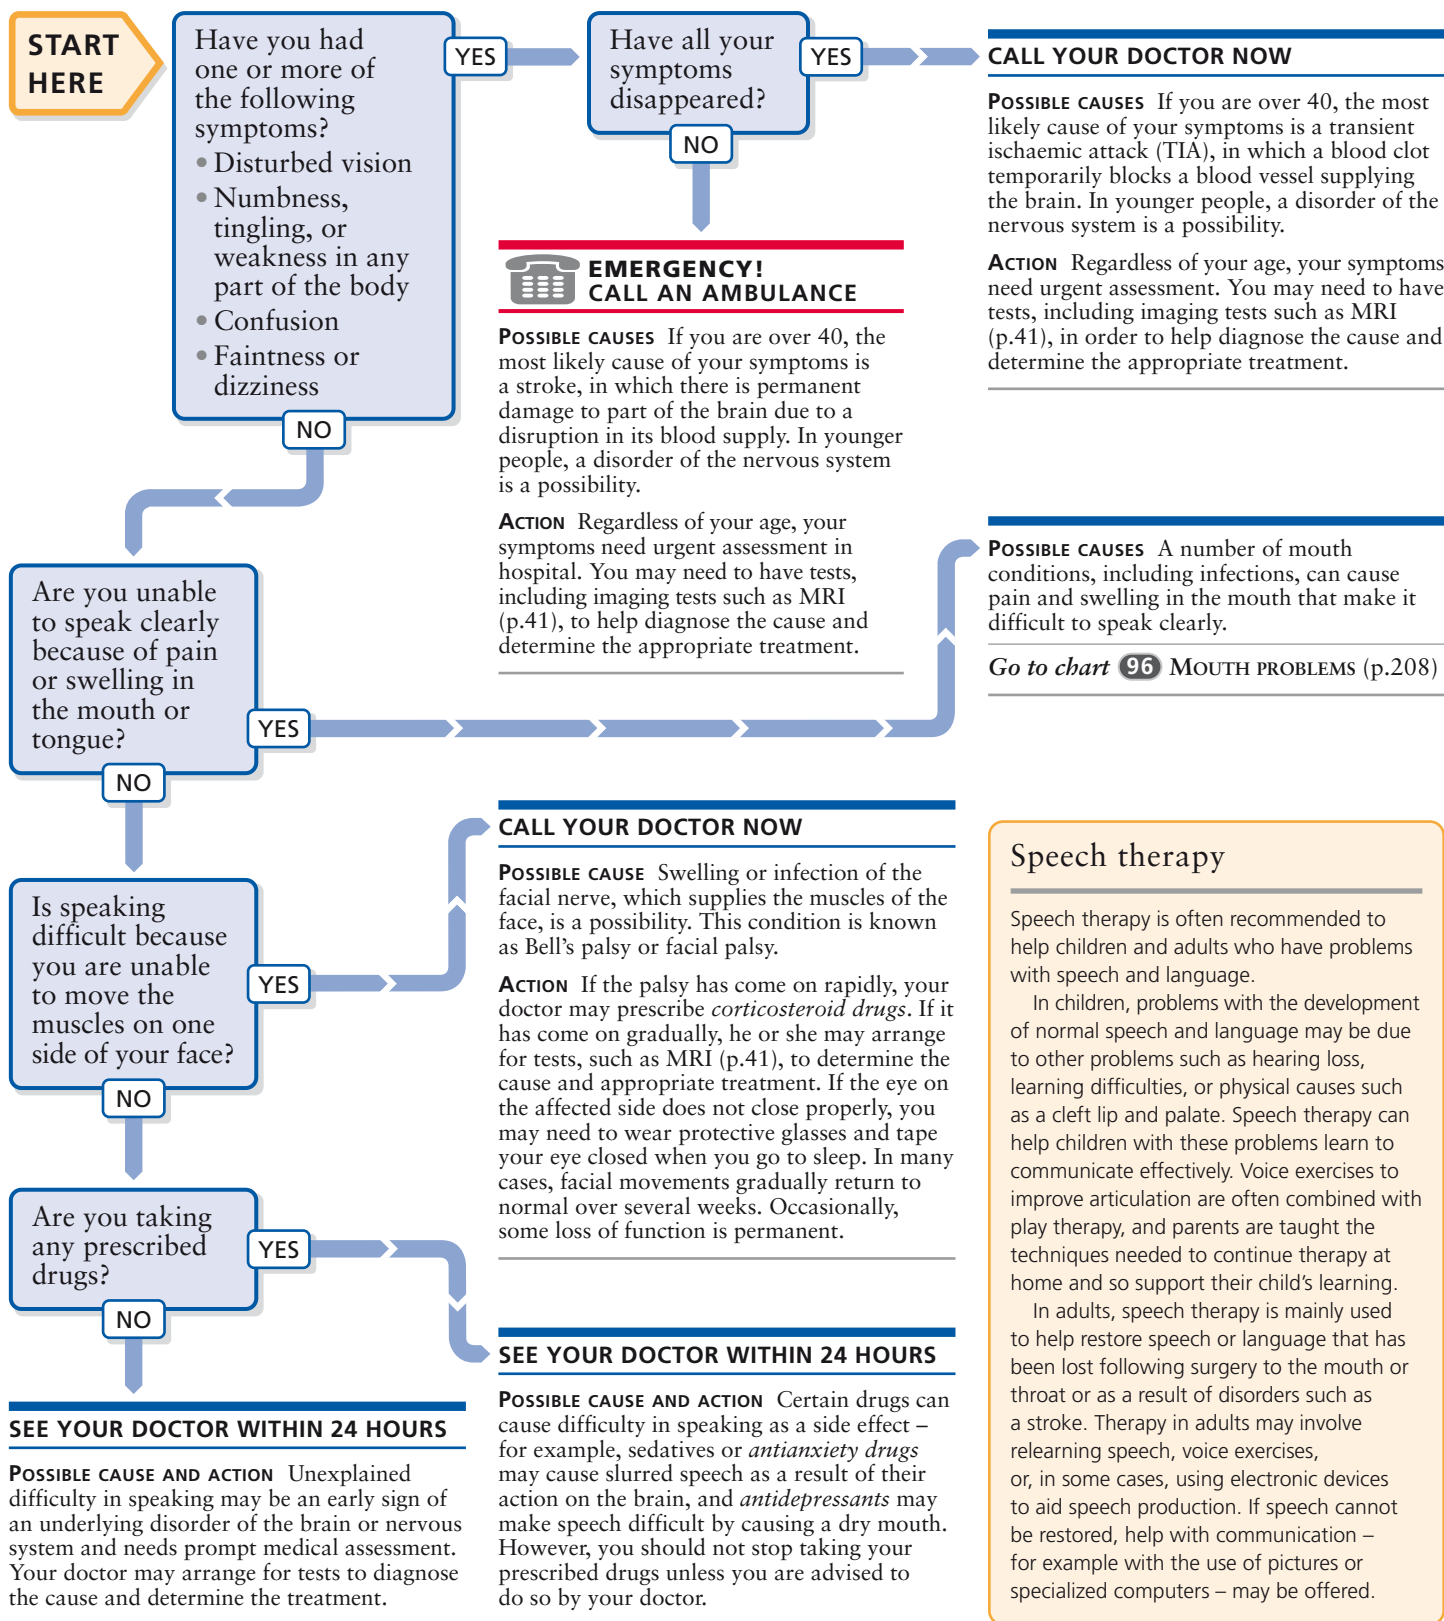 START
HERE
Have you had
one or more of
the following
symptoms?
• Disturbed vision
• Numbness,
tingling, or
weakness in any
part of the body
• Confusion
• Faintness or
dizziness
YES
NO
Have all your
symptoms
disappeared?
YES
NO
CALL YOUR DOCTOR NOW
POSSIBLE CAUSES If you are over 40, the most
likely cause of your symptoms is a transient
ischaemic attack (TIA), in which a blood clot
temporarily blocks a blood vessel supplying
the brain. In younger people, a disorder of the
nervous system is a possibility.
ACTION Regardless of your age, your symptoms
need urgent assessment. You may need to have
tests, including imaging tests such as MRI
(p.41), in order to help diagnose the cause and
determine the appropriate treatment.
EMERGENCY!
CALL AN AMBULANCE
POSSIBLE CAUSES If you are over 40, the
most likely cause of your symptoms is
a stroke, in which there is permanent
damage to part of the brain due to a
disruption in its blood supply. In younger
people, a disorder of the nervous system
is a possibility.
ACTION Regardless of your age, your
symptoms need urgent assessment in
hospital. You may need to have tests,
including imaging tests such as MRI
(p.41), to help diagnose the cause and
determine the appropriate treatment.
Are you unable
to speak clearly
because of pain
or swelling in
the mouth or
tongue?
YES
NO
POSSIBLE CAUSES A number of mouth
conditions, including infections, can cause
pain and swelling in the mouth that make it
difficult to speak clearly.
Go to chart 96 MOUTH PROBLEMS (p.208)
Is speaking
difficult because
you are unable
to move the
muscles on one
side of your face?
YES
NO
CALL YOUR DOCTOR NOW
POSSIBLE CAUSE Swelling or infection of the
facial nerve, which supplies the muscles of the
face, is a possibility. This condition is known
as Bell's palsy or facial palsy.
ACTION If the palsy has come on rapidly, your
doctor may prescribe corticosteroid drugs. If it
has come on gradually, he or she may arrange
for tests, such as MRI (p.41), to determine the
cause and appropriate treatment. If the eye on
the affected side does not close properly, you
may need to wear protective glasses and tape
your eye closed when you go to sleep. In many
cases, facial movements gradually return to
normal over several weeks. Occasionally,
some loss of function is permanent.
Are you taking
any prescribed
drugs?
YES
NO
SEE YOUR DOCTOR WITHIN 24 HOURS
POSSIBLE CAUSE AND ACTION Unexplained
difficulty in speaking may be an early sign of
an underlying disorder of the brain or nervous
system and needs prompt medical assessment.
Your doctor may arrange for tests to diagnose
the cause and determine the treatment.
SEE YOUR DOCTOR WITHIN 24 HOURS
POSSIBLE CAUSE AND ACTION Certain drugs can
cause difficulty in speaking as a side effect –
for example, sedatives or antianxiety drugs
may cause slurred speech as a result of their
action on the brain, and antidepressants may
make speech difficult by causing a dry mouth.
However, you should not stop taking your
prescribed drugs unless you are advised to
do so by your doctor.
Speech therapy
Speech therapy is often recommended to
help children and adults who have problems
with speech and language.
In children, problems with the development
of normal speech and language may be due
to other problems such as hearing loss,
learning difficulties, or physical causes such
as a cleft lip and palate. Speech therapy can
help children with these problems learn to
communicate effectively. Voice exercises to
improve articulation are often combined with
play therapy, and parents are taught the
techniques needed to continue therapy at
home and so support their child's learning.
In adults, speech therapy is mainly used
to help restore speech or language that has
been lost following surgery to the mouth or
throat or as a result of disorders such as
a stroke. Therapy in adults may involve
relearning speech, voice exercises,
or, in some cases, using electronic devices
to aid speech production. If speech cannot
be restored, help with communication –
for example with the use of pictures or
specialized computers – may be offered.